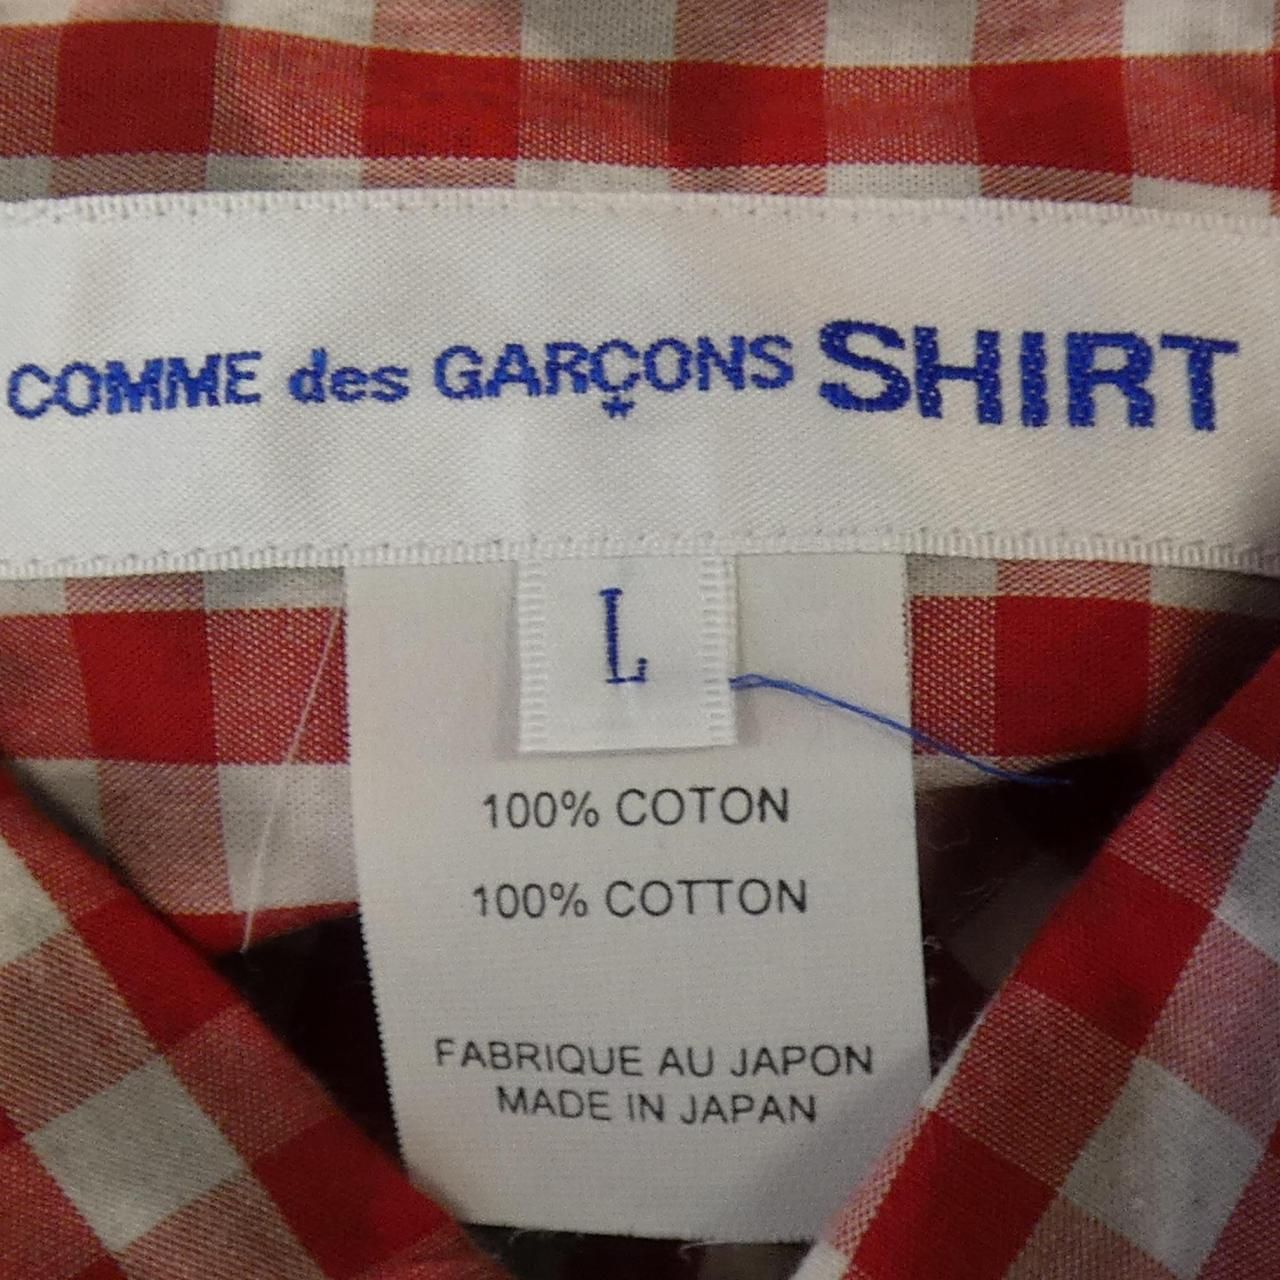 COMME des GARÇONS SHIRT
L
100% COTON
100% COTTON
FABRIQUE AU JAPON
MADE IN JAPAN